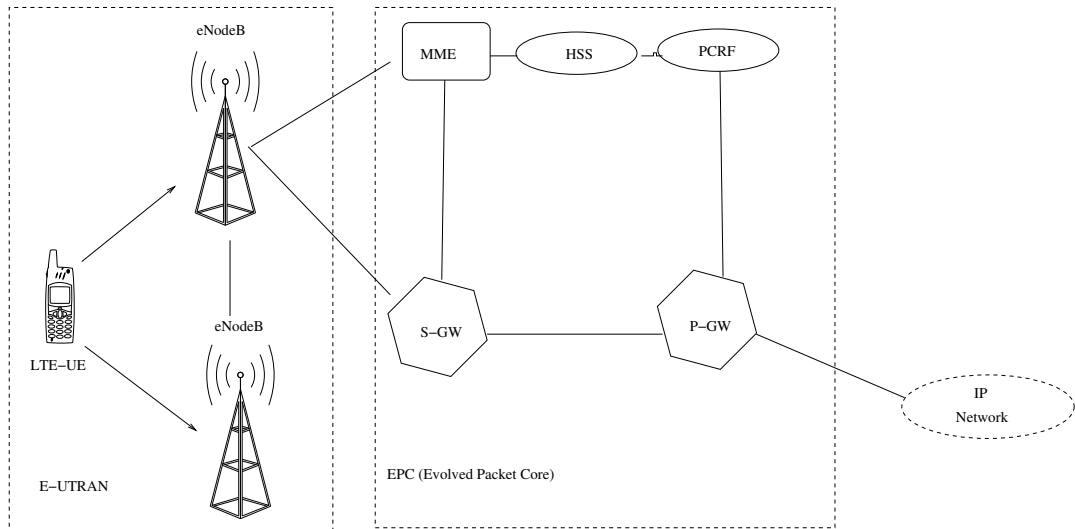 eNodeB
MME
HSS
PCRF
eNodeB
S−GW
P−GW
LTE−UE
IP
Network
E−UTRAN
EPC (Evolved Packet Core)